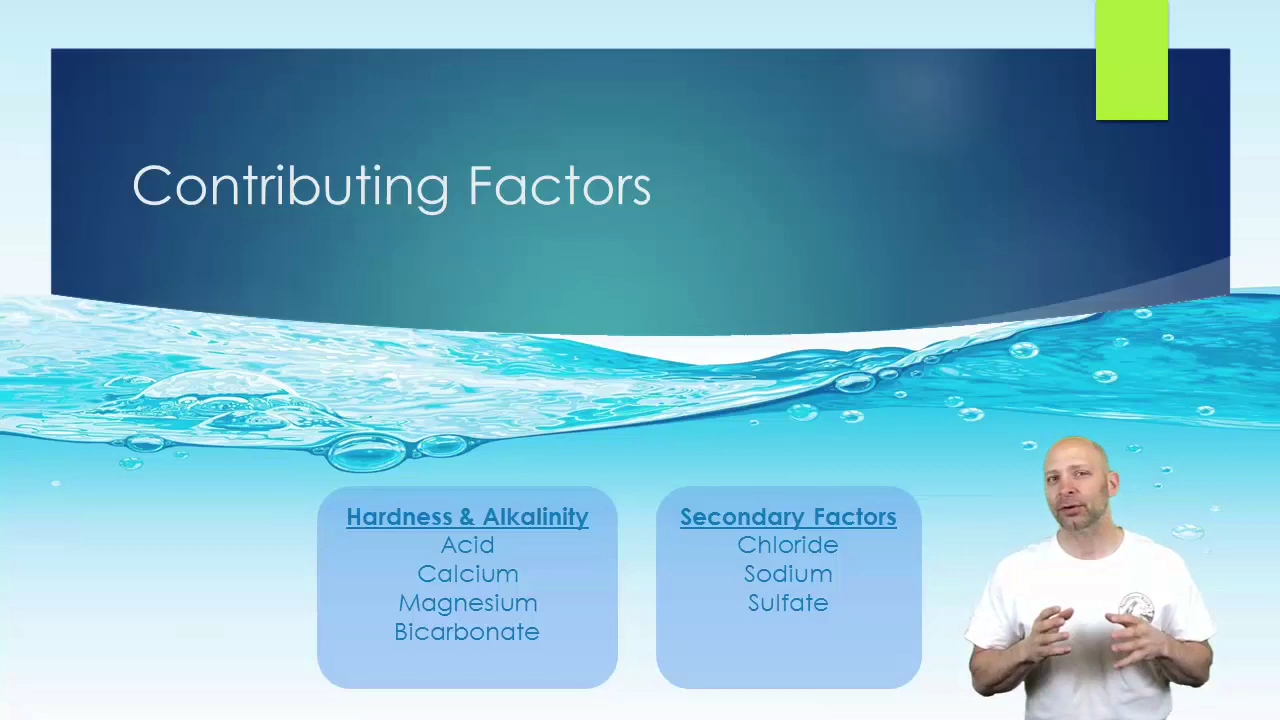 Contributing Factors
Hardness & Alkalinity
Acid
Calcium
Magnesium
Bicarbonate
Secondary Factors
Chloride
Sodium
Sulfate